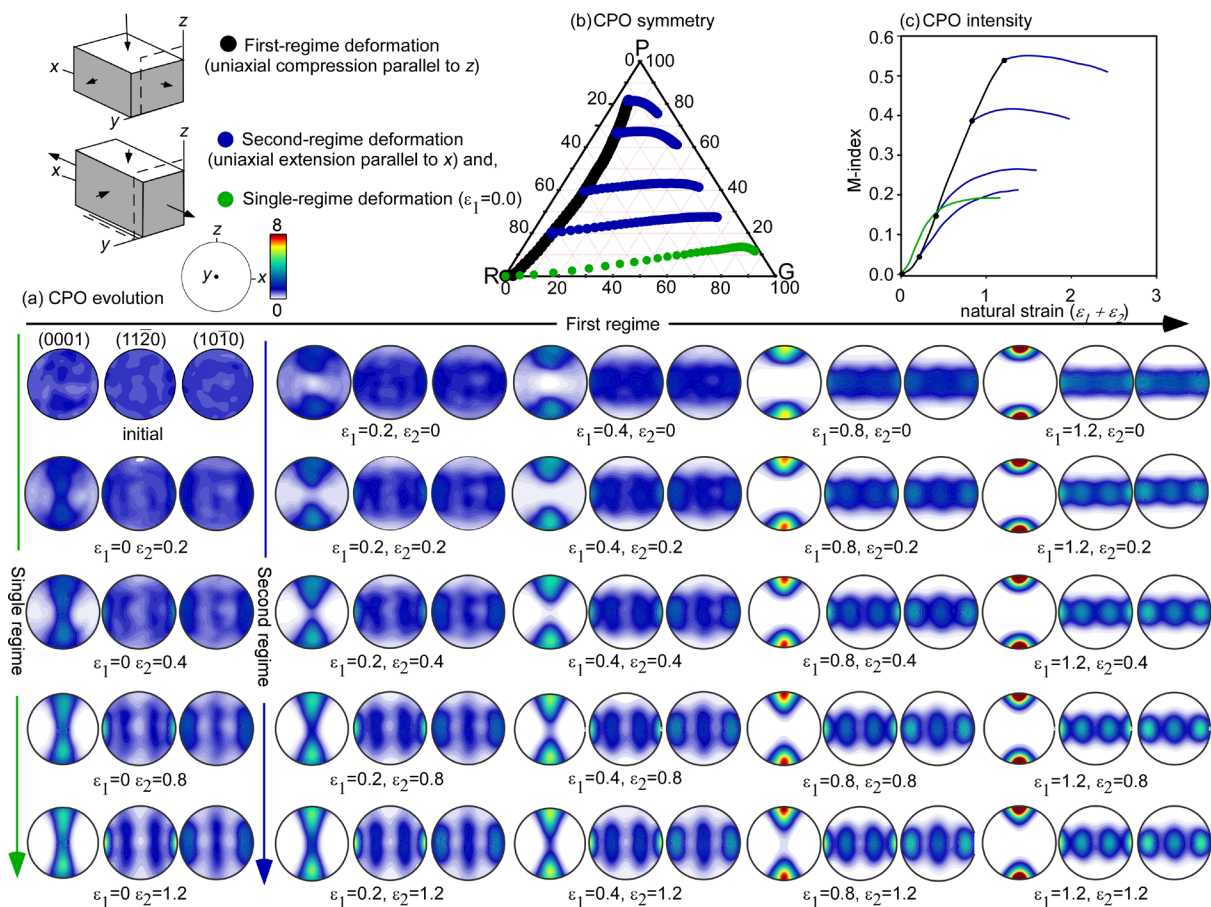 z
x
y
First-regime deformation
(uniaxial compression parallel to z)
z
x
y
Second-regime deformation
(uniaxial extension parallel to x) and,
Single-regime deformation (ε1=0.0)
z
y
x
8
0
(b) CPO symmetry
P
0 100
20 80
40 60
60 40
80 20
R G
0 20 40 60 80 100
(c) CPO intensity
M-index
0.6
0.5
0.4
0.3
0.2
0.1
0.0
0 1 2 3
natural strain (ε1 + ε2)
(a) CPO evolution
First regime
(0001) (112̅0) (101̅0)
initial
ε1=0.2, ε2=0 ε1=0.4, ε2=0 ε1=0.8, ε2=0 ε1=1.2, ε2=0
ε1=0 ε2=0.2 ε1=0.2, ε2=0.2 ε1=0.4, ε2=0.2 ε1=0.8, ε2=0.2 ε1=1.2, ε2=0.2
Single regime
Second regime
ε1=0 ε2=0.4 ε1=0.2, ε2=0.4 ε1=0.4, ε2=0.4 ε1=0.8, ε2=0.4 ε1=1.2, ε2=0.4
ε1=0 ε2=0.8 ε1=0.2, ε2=0.8 ε1=0.4, ε2=0.8 ε1=0.8, ε2=0.8 ε1=1.2, ε2=0.8
ε1=0 ε2=1.2 ε1=0.2, ε2=1.2 ε1=0.4, ε2=1.2 ε1=0.8, ε2=1.2 ε1=1.2, ε2=1.2